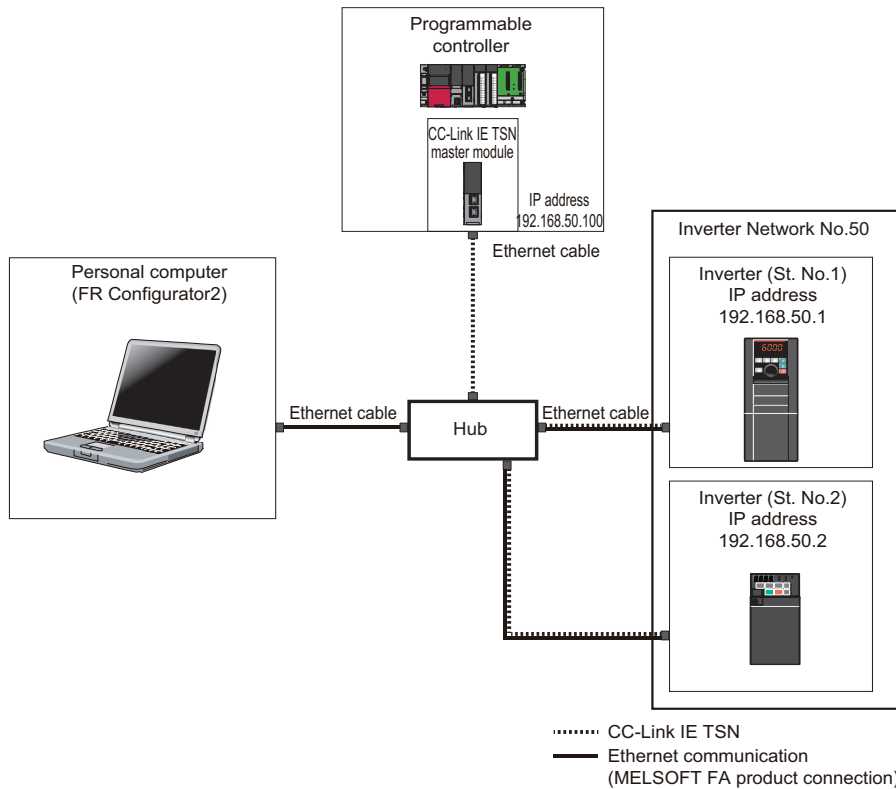 Programmable
controller
CC-Link IE TSN
master module
IP address
192.168.50.100
Ethernet cable
Inverter Network No.50
Personal computer
(FR Configurator2)
Inverter (St. No.1)
IP address
192.168.50.1
6000
Ethernet cable
Hub
Ethernet cable
Inverter (St. No.2)
IP address
192.168.50.2
CC-Link IE TSN
Ethernet communication
(MELSOFT FA product connection)